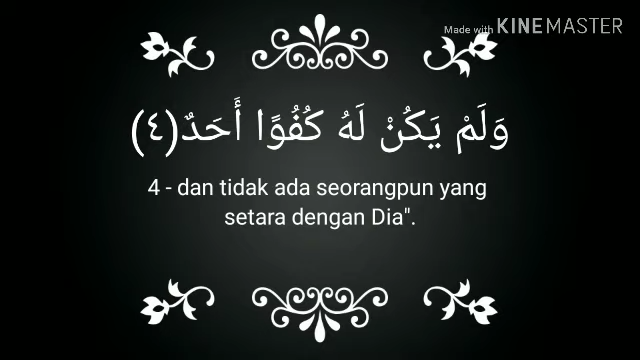 Made with KINEMASTER
وَلَمْ يَكُنْ لَهُ كُفُوًا أَحَدٌ(٤)
4 - dan tidak ada seorangpun yang
setara dengan Dia".